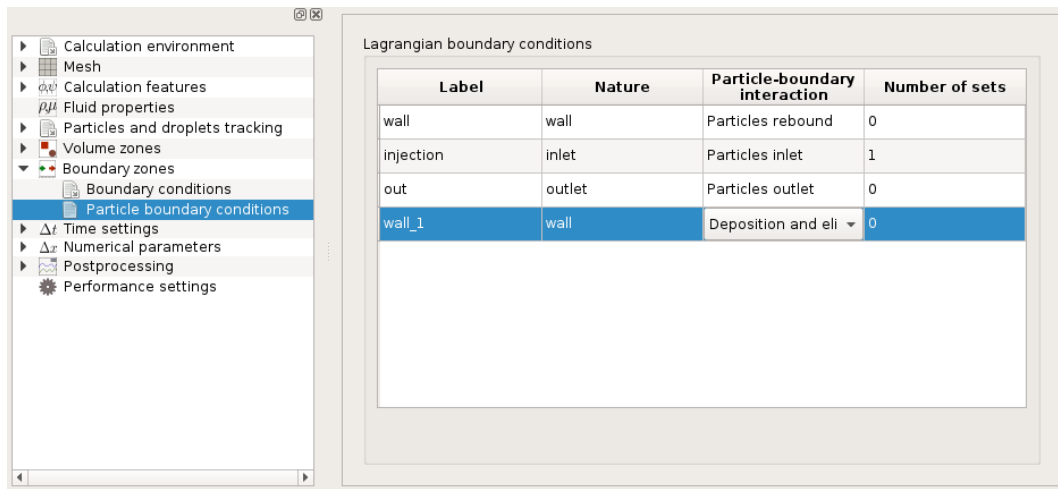 Calculation environment
Mesh
Calculation features
Fluid properties
Particles and droplets tracking
Volume zones
Boundary zones
Boundary conditions
Particle boundary conditions
Δt Time settings
Δx Numerical parameters
Postprocessing
Performance settings
Lagrangian boundary conditions
Label Nature Particle-boundary interaction Number of sets
wall wall Particles rebound 0
injection inlet Particles inlet 1
out outlet Particles outlet 0
wall_1 wall Deposition and eli 0